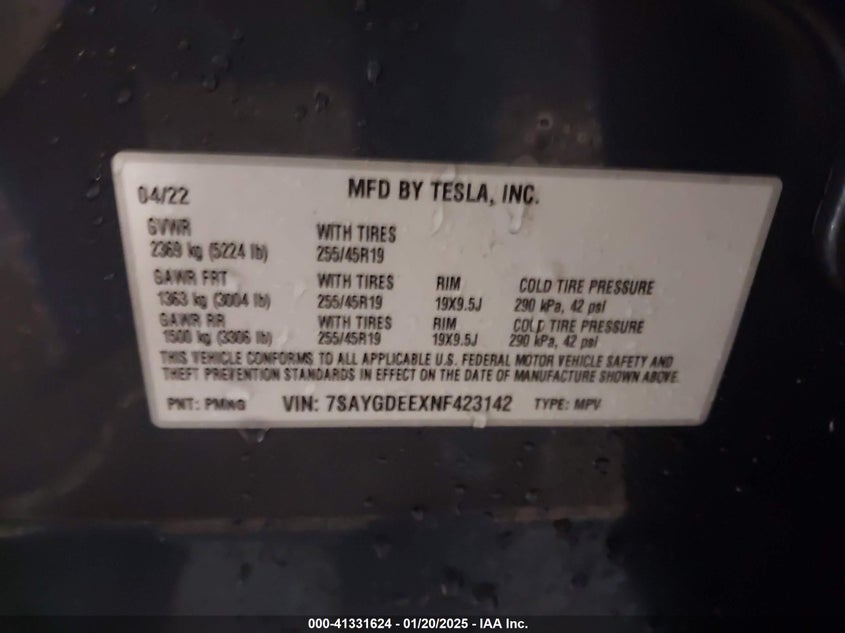 04/22 MFD BY TESLA, INC.
GVWR WITH TIRES
2369 kg (5224 lb) 255/45R19
GAWR FRT WITH TIRES RIM COLD TIRE PRESSURE
1363 kg (3004 lb) 255/45R19 19X9.5J 290 kPa, 42 psi
GAWR RR WITH TIRES RIM COLD TIRE PRESSURE
1500 kg (3306 lb) 255/45R19 19X9.5J 290 kPa, 42 psi
THIS VEHICLE CONFORMS TO ALL APPLICABLE U.S. FEDERAL MOTOR VEHICLE SAFETY AND
THEFT PREVENTION STANDARDS IN EFFECT ON THE DATE OF MANUFACTURE SHOWN ABOVE.
PNT: PMNG VIN: 7SAYGDEEXNF423142 TYPE: MPV
000-41331624 - 01/20/2025 - IAA Inc.